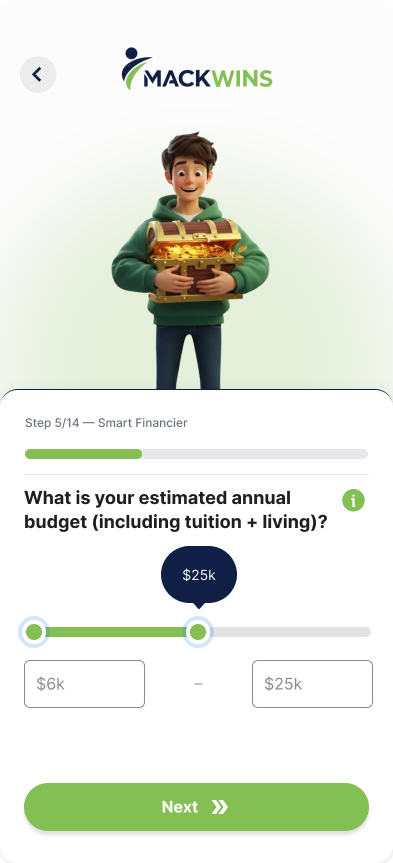 MACKWINS
Step 5/14 — Smart Financier
What is your estimated annual
budget (including tuition + living)?
i
$25k
$6k
–
$25k
Next